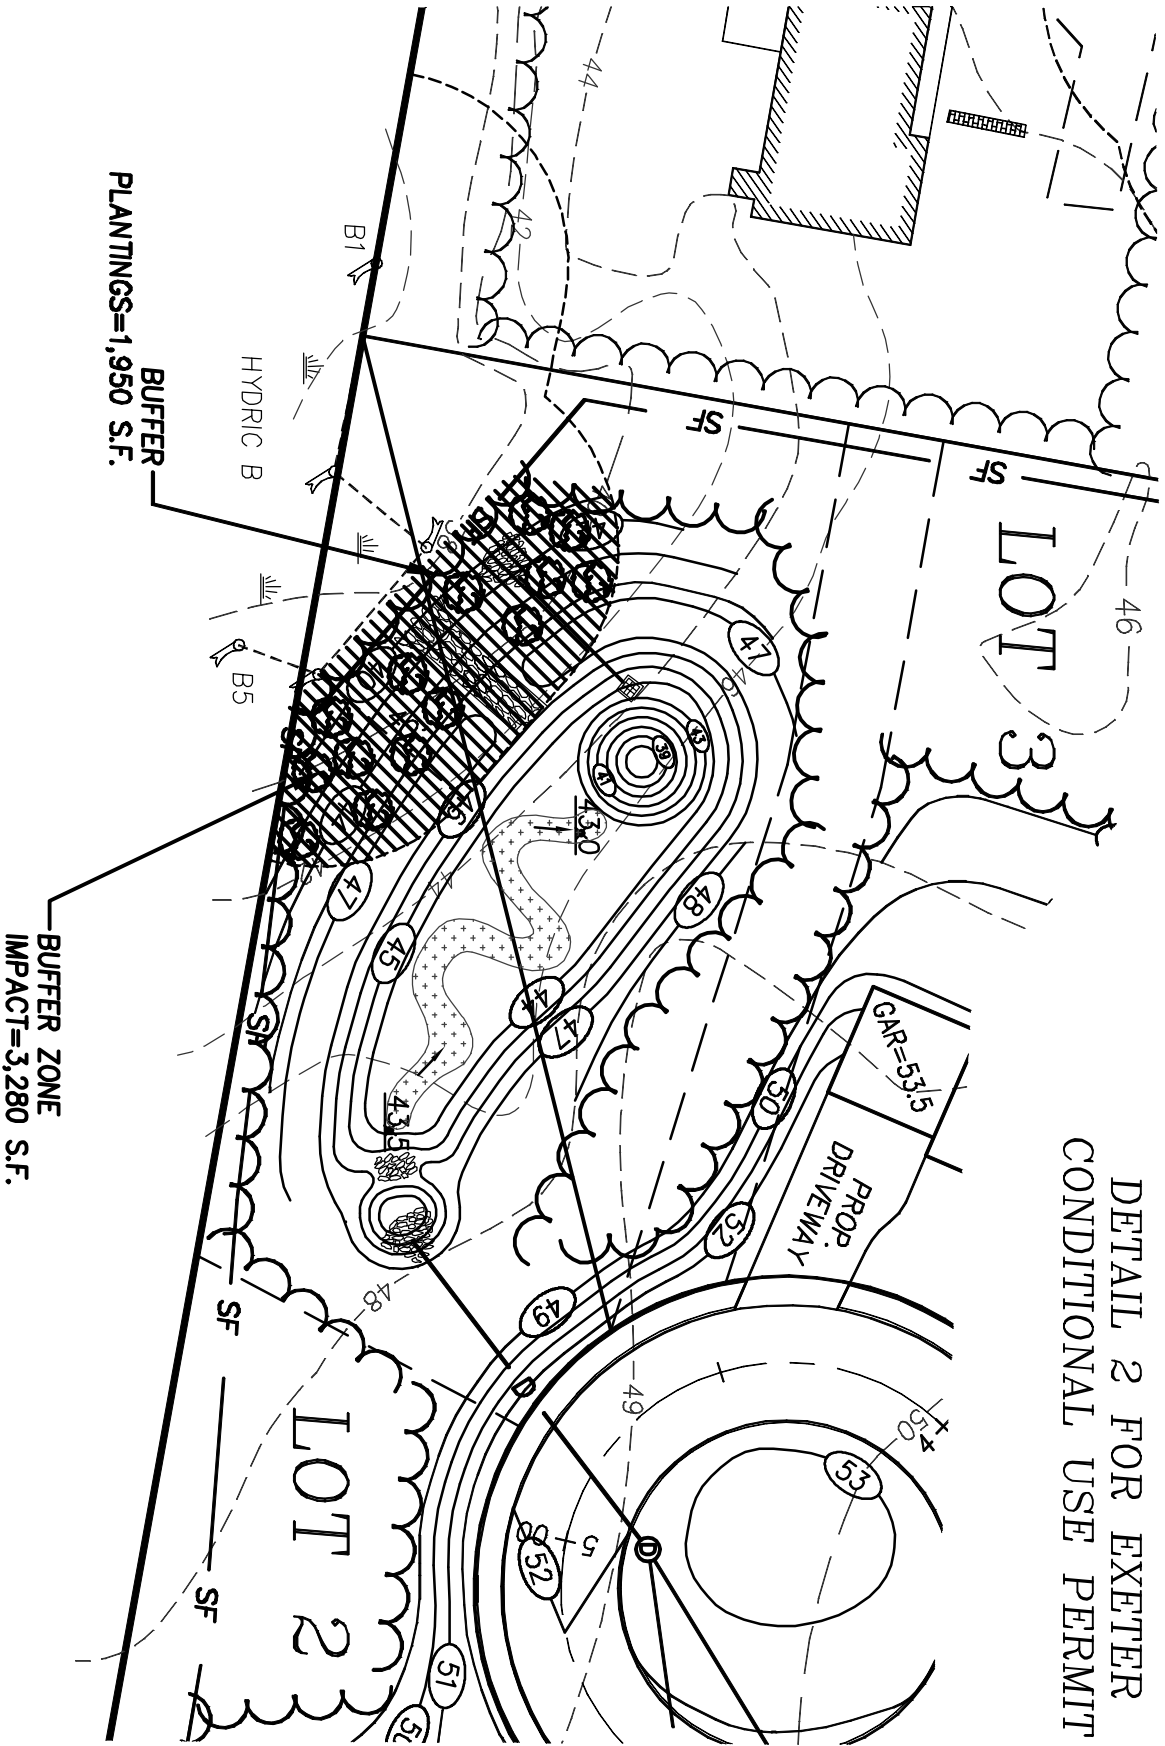 DETAIL 2 FOR EXETER
CONDITIONAL USE PERMIT
44
42
B1
BUFFER
PLANTINGS=1,950 S.F.
HYDRIC B
B5
SF
SF
LOT 3
46
47
46
43
39
41
43.0
46
47
44
45
48
44
47
43.5
SF
GAR=53.5
PROP.
DRIVEWAY
50
52
49
48
49
BUFFER ZONE
IMPACT=3,280 S.F.
SF
SF
LOT 2
D
D
50
53
52
5
51